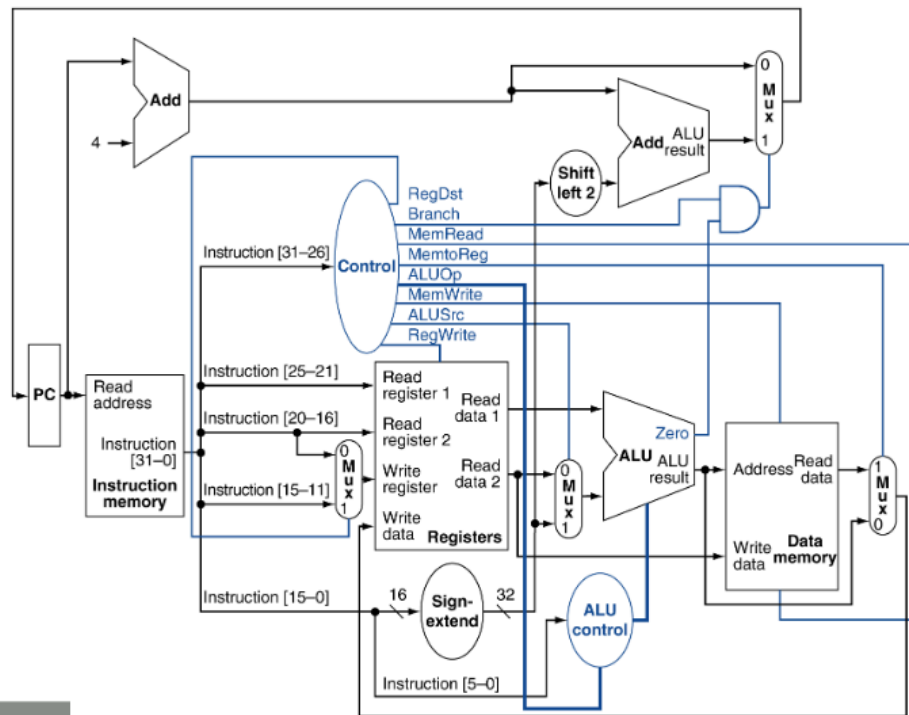 Add
4
0
Mux
1
Add
ALU
result
Shift
left 2
RegDst
Branch
MemRead
MemtoReg
ALUOp
MemWrite
ALUSrc
RegWrite
Control
Instruction [31–26]
Instruction [25–21]
Instruction [20–16]
Instruction [15–11]
Instruction [15–0]
Instruction [5–0]
PC
Read
address
Instruction
[31–0]
Instruction
memory
0
Mux
1
Read
register 1
Read
register 2
Write
register
Write
data
Read
data 1
Read
data 2
Registers
0
Mux
1
Zero
ALU
ALU
result
Address
Read
data
Write
data
Data
memory
1
Mux
0
16
Sign-
extend
32
ALU
control